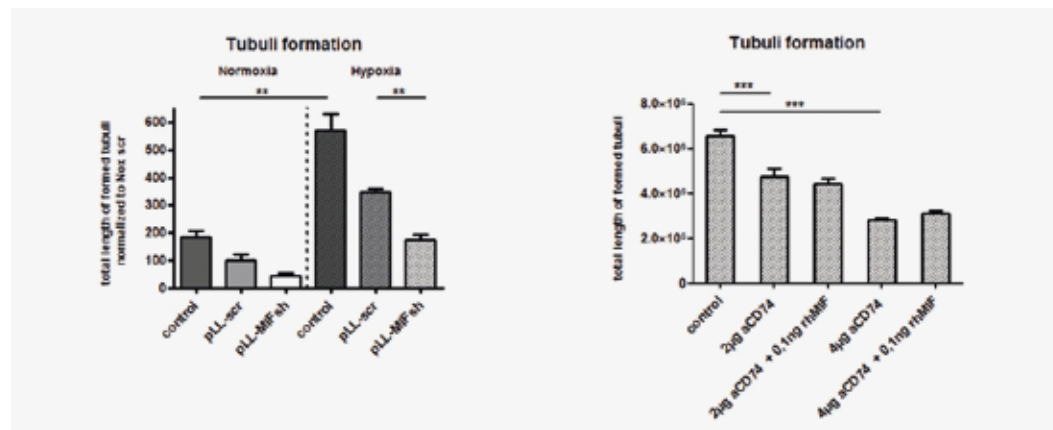 Tubuli formation
Normoxia Hypoxia
** **
total length of formed tubuli
normalized to Nox scr
600
500
400
300
200
100
0
control
pLL-scr
pLL-MIFsh
control
pLL-scr
pLL-MIFsh
Tubuli formation
***
***
total length of formed tubuli
0
control
2µg aCD74
2µg aCD74 + 0,1ng rhMIF
4µg aCD74
4µg aCD74 + 0,1ng rhMIF